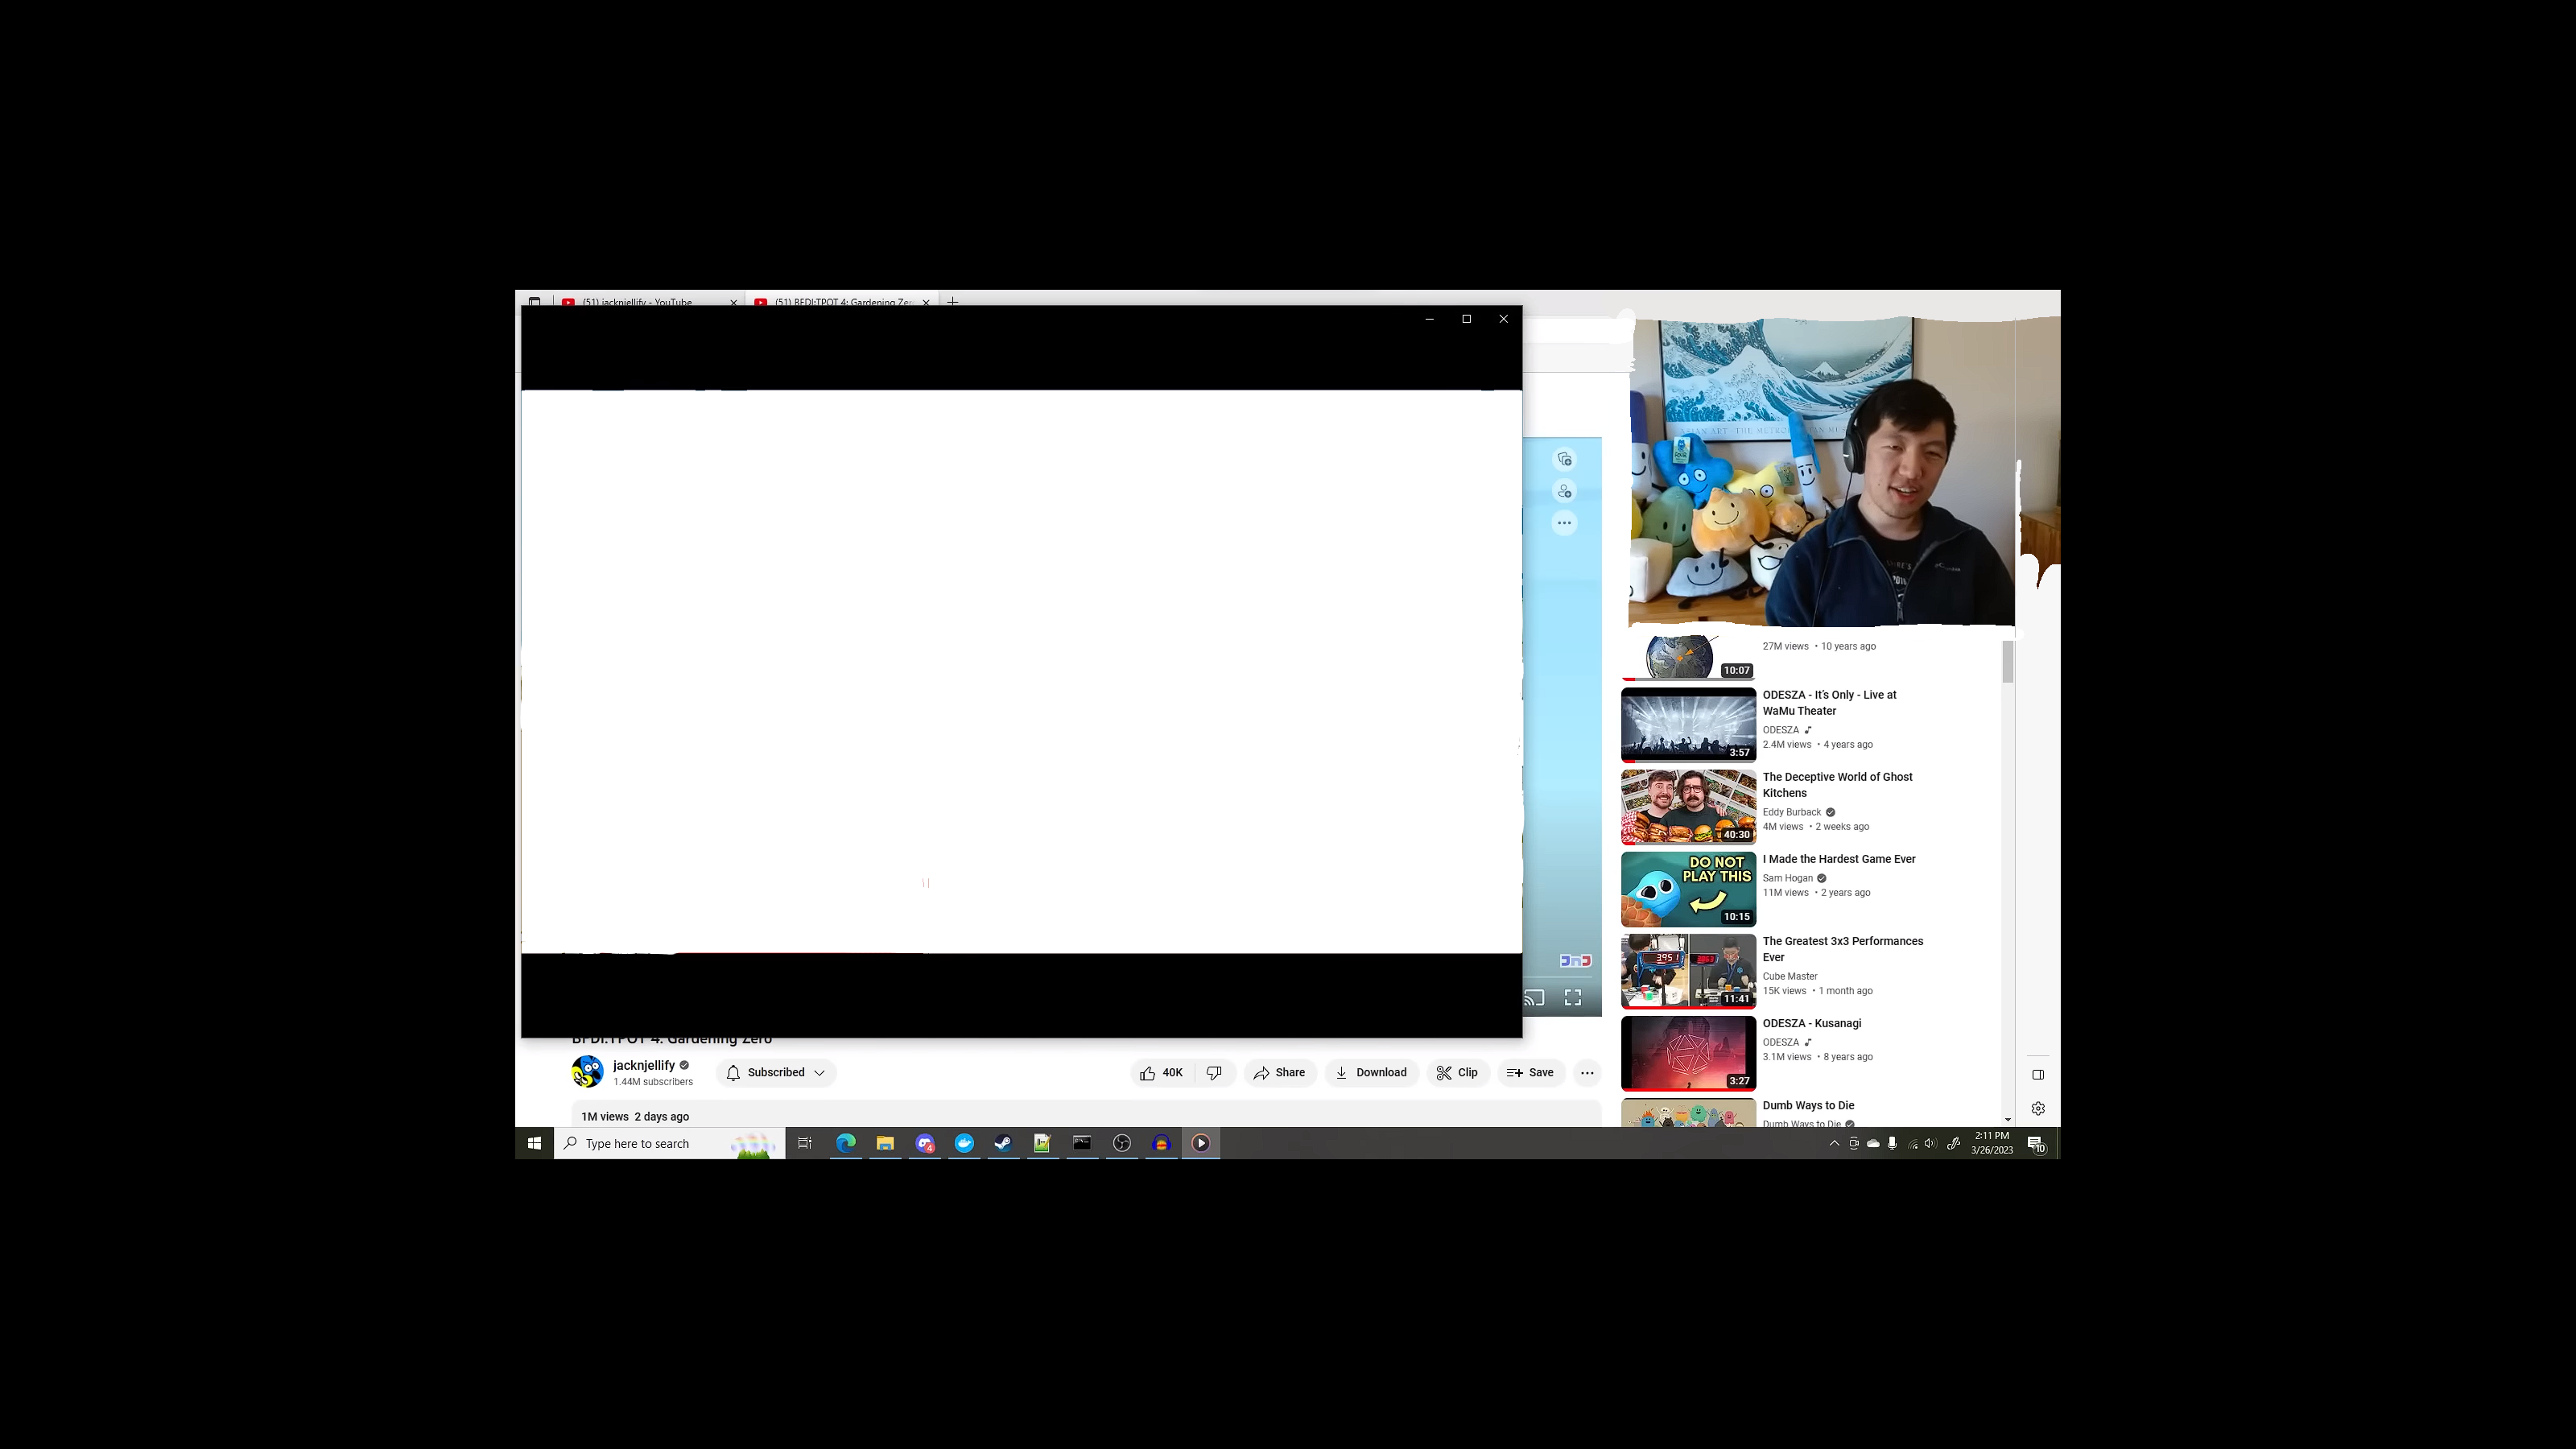 (51) jacknjellify - YouTube
(51) BFDI:TPOT 4: Gardening Zero
27M views • 10 years ago
10:07
ODESZA - It's Only - Live at
WaMu Theater
ODESZA
2.4M views • 4 years ago
3:57
The Deceptive World of Ghost
Kitchens
Eddy Burback
4M views • 2 weeks ago
40:30
DO NOT
PLAY THIS
10:15
I Made the Hardest Game Ever
Sam Hogan
11M views • 2 years ago
The Greatest 3x3 Performances
Ever
Cube Master
15K views • 1 month ago
11:41
ODESZA - Kusanagi
ODESZA
3.1M views • 8 years ago
3:27
Dumb Ways to Die
Dumb Ways to Die
BFDI:TPOT 4: Gardening Zero
jacknjellify
1.44M subscribers
Subscribed
40K
Share
Download
Clip
Save
1M views 2 days ago
Type here to search
4
2:11 PM
3/26/2023
10